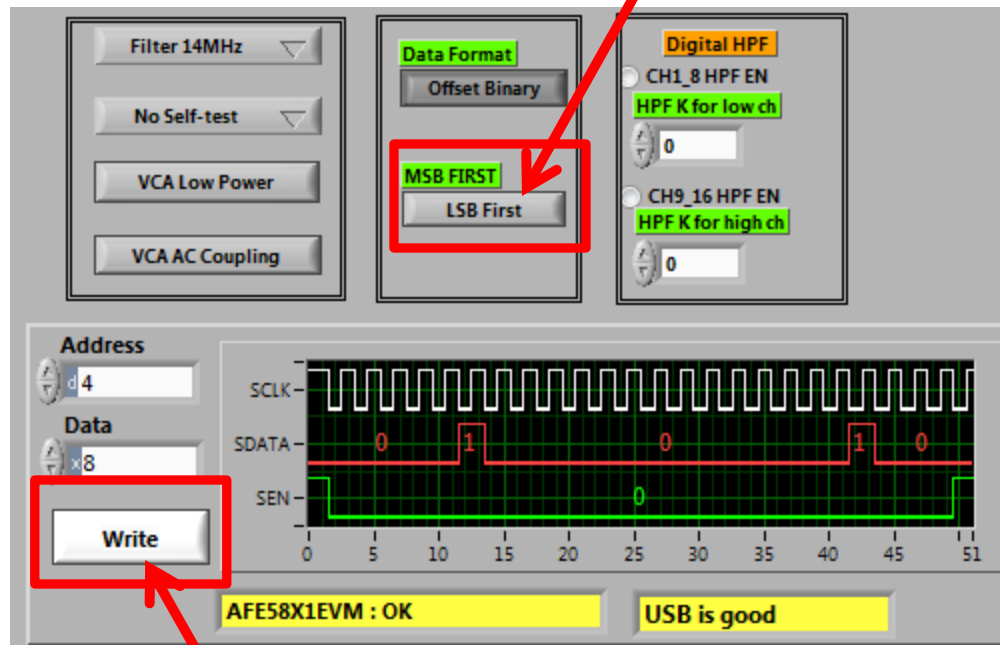 Filter 14MHz
No Self-test
VCA Low Power
VCA AC Coupling
Data Format
Offset Binary
MSB FIRST
LSB First
Digital HPF
CH1_8 HPF EN
HPF K for low ch
0
CH9_16 HPF EN
HPF K for high ch
0
Address
d 4
Data
x 8
Write
SCLK
SDATA
0 1 0 1 0
SEN
0
0 5 10 15 20 25 30 35 40 45 51
AFE58X1EVM : OK
USB is good